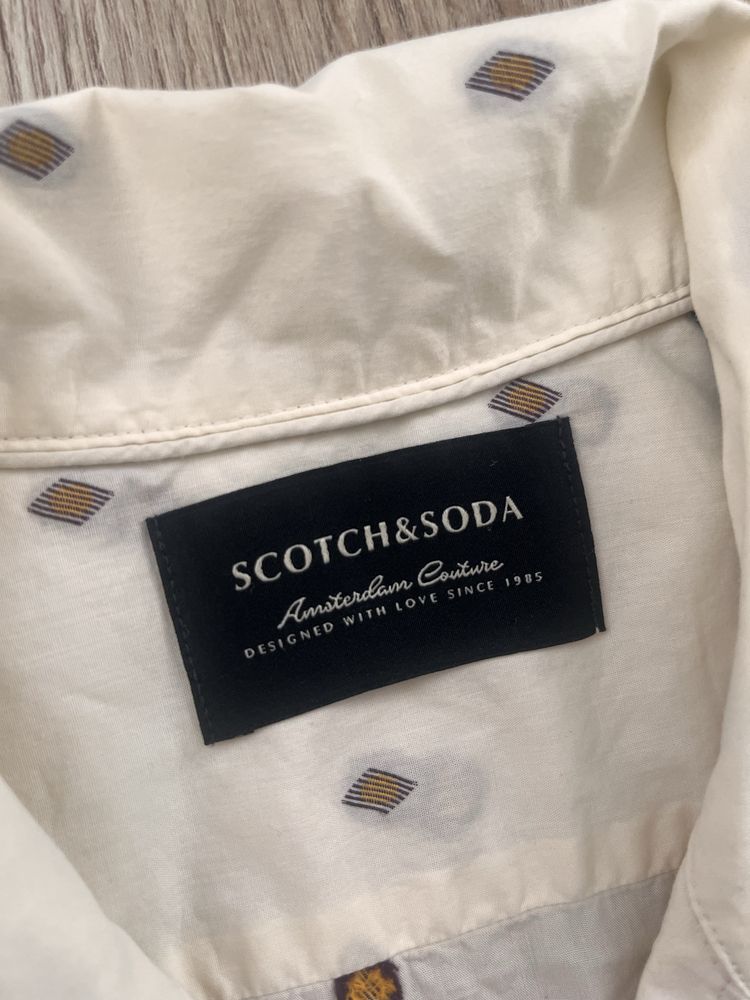 SCOTCH&SODA
Amsterdam Couture
DESIGNED WITH LOVE SINCE 1985